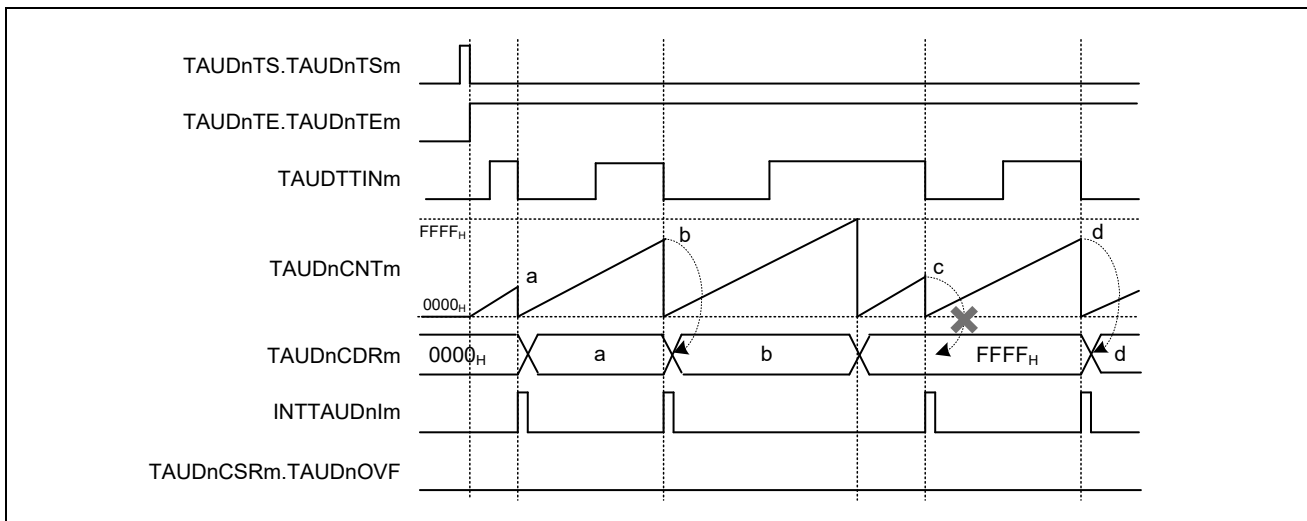 TAUDnTS.TAUDnTSm
TAUDnTE.TAUDnTEm
TAUDTTINm
FFFFH
b
d
TAUDnCNTm
a
c
0000H
TAUDnCDRm
0000H
a
b
FFFFH
d
INTTAUDnIm
TAUDnCSRm.TAUDnOVF